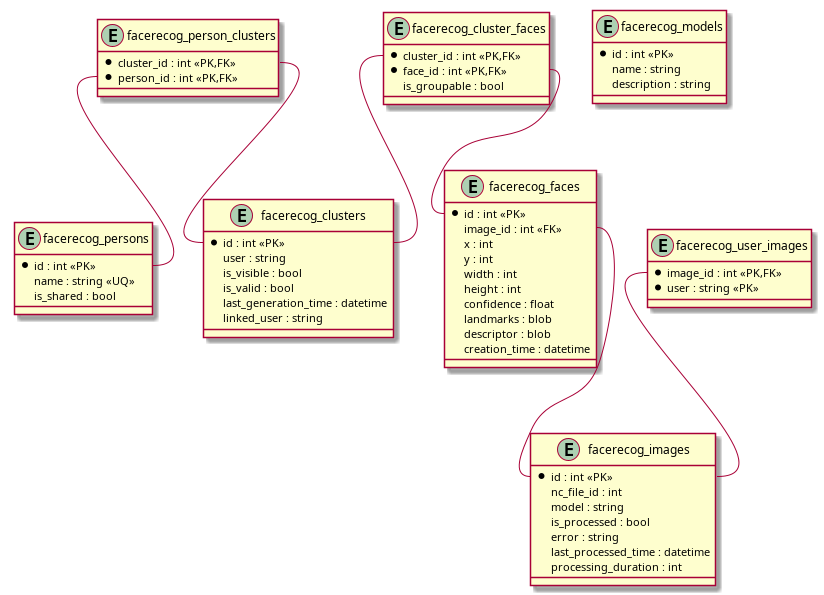 E facerecog_person_clusters
cluster_id : int «PK,FK»
person_id : int «PK,FK»
E facerecog_cluster_faces
cluster_id : int «PK,FK»
face_id : int «PK,FK»
is_groupable : bool
E facerecog_models
id : int «PK»
name : string
description : string
E facerecog_persons
id : int «PK»
name : string «UQ»
is_shared : bool
E facerecog_clusters
id : int «PK»
user : string
is_visible : bool
is_valid : bool
last_generation_time : datetime
linked_user : string
E facerecog_faces
id : int «PK»
image_id : int «FK»
x : int
y : int
width : int
height : int
confidence : float
landmarks : blob
descriptor : blob
creation_time : datetime
E facerecog_user_images
image_id : int «PK,FK»
user : string «PK»
E facerecog_images
id : int «PK»
nc_file_id : int
model : string
is_processed : bool
error : string
last_processed_time : datetime
processing_duration : int